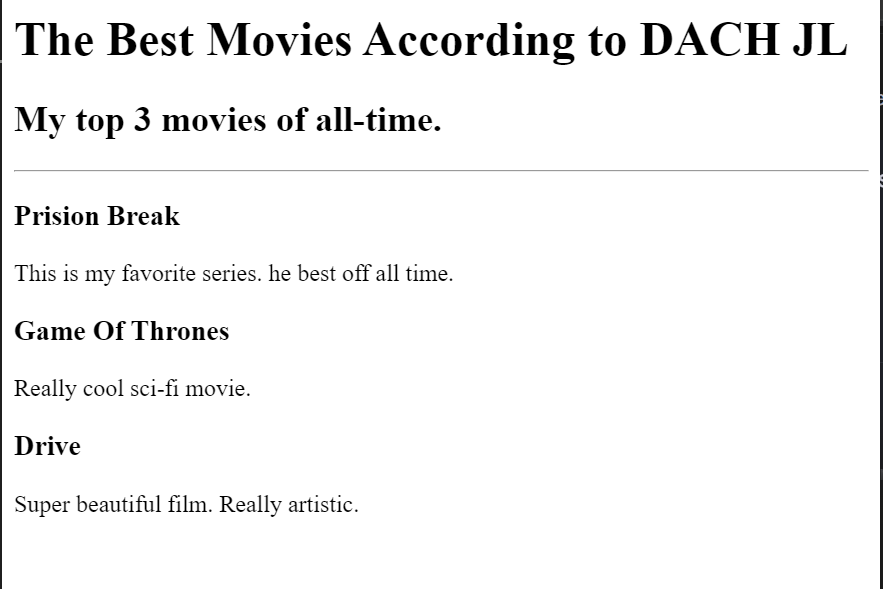 The Best Movies According to DACH JL
My top 3 movies of all-time.
Prision Break
This is my favorite series. he best off all time.
Game Of Thrones
Really cool sci-fi movie.
Drive
Super beautiful film. Really artistic.